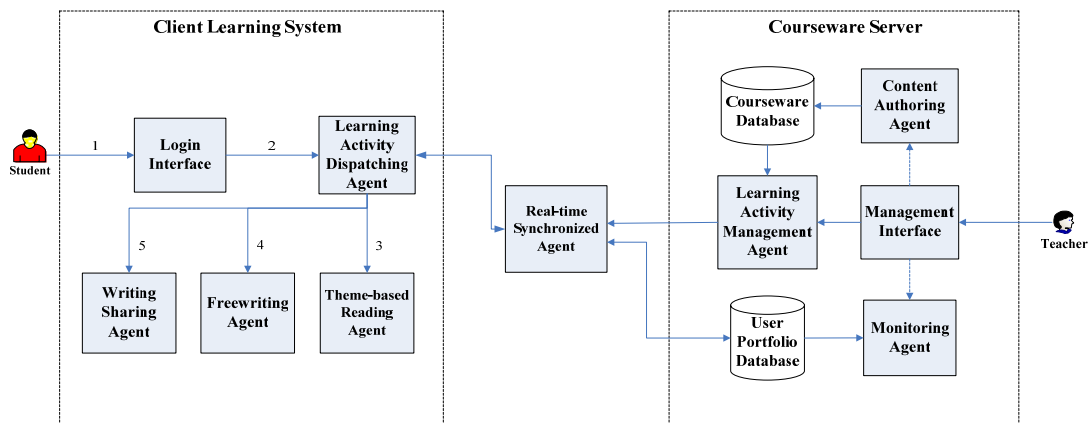 Client Learning System
Courseware Server
Student
1
Login
Interface
2
Learning
Activity
Dispatching
Agent
5
4
3
Writing
Sharing
Agent
Freewriting
Agent
Theme-based
Reading
Agent
Real-time
Synchronized
Agent
Courseware
Database
Content
Authoring
Agent
Learning
Activity
Management
Agent
Management
Interface
Teacher
User
Portfolio
Database
Monitoring
Agent